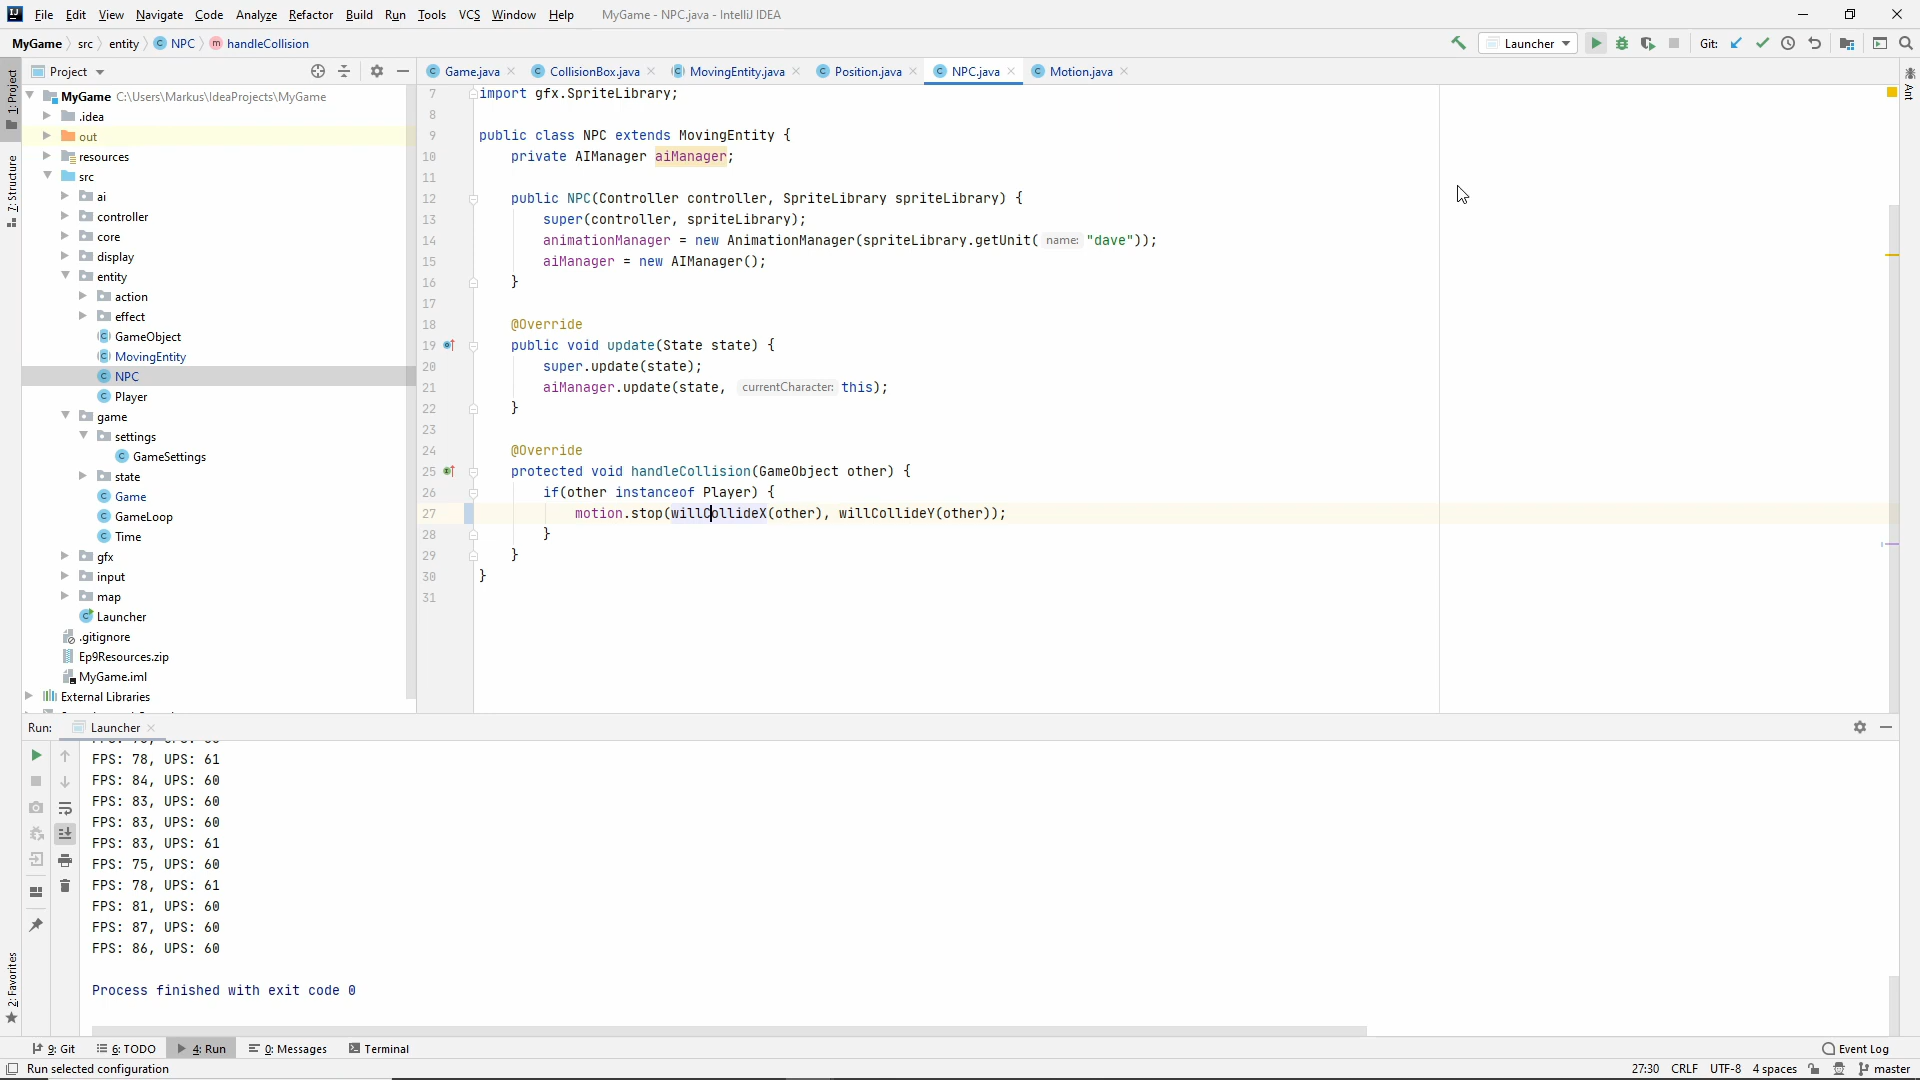 File Edit View Navigate Code Analyze Refactor Build Run Tools VCS Window Help MyGame - NPC.java - IntelliJ IDEA
MyGame src entity NPC handleCollision Launcher Git:
1: Project
7: Structure
2: Favorites
Ant
Project
MyGame C:\Users\Markus\IdeaProjects\MyGame
.idea
out
resources
src
ai
controller
core
display
entity
action
effect
GameObject
MovingEntity
NPC
Player
game
settings
GameSettings
state
Game
GameLoop
Time
gfx
input
map
Launcher
.gitignore
Ep9Resources.zip
MyGame.iml
External Libraries
Game.java CollisionBox.java MovingEntity.java Position.java NPC.java Motion.java
7 import gfx.SpriteLibrary;
8
9 public class NPC extends MovingEntity {
10 private AIManager aiManager;
11
12 public NPC(Controller controller, SpriteLibrary spriteLibrary) {
13 super(controller, spriteLibrary);
14 animationManager = new AnimationManager(spriteLibrary.getUnit( name: "dave"));
15 aiManager = new AIManager();
16 }
17
18 @Override
19 public void update(State state) {
20 super.update(state);
21 aiManager.update(state, currentCharacter: this);
22 }
23
24 @Override
25 protected void handleCollision(GameObject other) {
26 if(other instanceof Player) {
27 motion.stop(willCollideX(other), willCollideY(other));
28 }
29 }
30 }
31
Run: Launcher
FPS: 78, UPS: 61
FPS: 84, UPS: 60
FPS: 83, UPS: 60
FPS: 83, UPS: 60
FPS: 83, UPS: 61
FPS: 75, UPS: 60
FPS: 78, UPS: 61
FPS: 81, UPS: 60
FPS: 87, UPS: 60
FPS: 86, UPS: 60
Process finished with exit code 0
9: Git 6: TODO 4: Run 0: Messages Terminal Event Log
Run selected configuration 27:30 CRLF UTF-8 4 spaces master